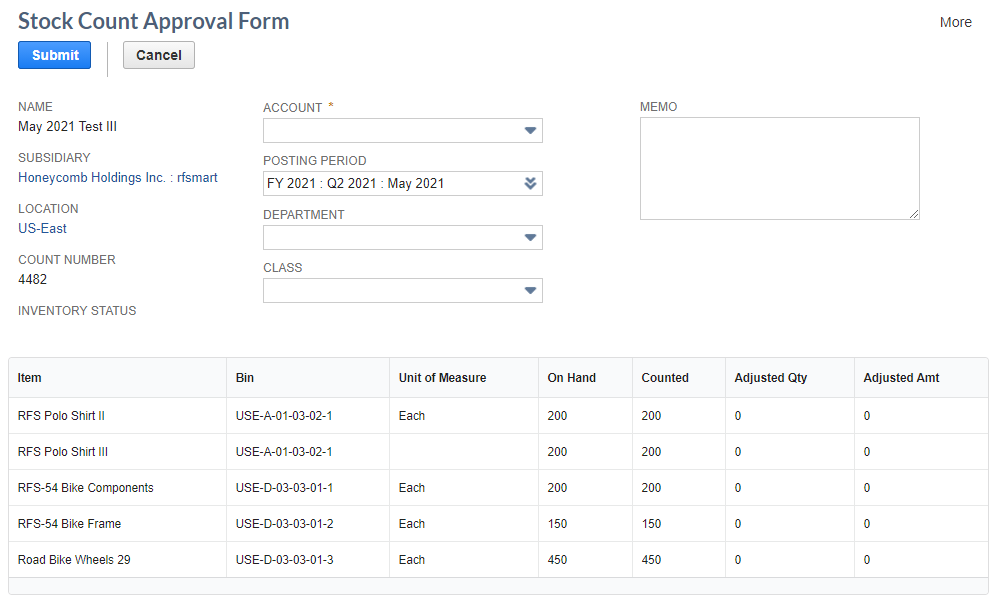 Stock Count Approval Form
More
Submit
Cancel
NAME
May 2021 Test III
SUBSIDIARY
Honeycomb Holdings Inc. : rfsmart
LOCATION
US-East
COUNT NUMBER
4482
INVENTORY STATUS
ACCOUNT *
POSTING PERIOD
FY 2021 : Q2 2021 : May 2021
DEPARTMENT
CLASS
MEMO
Item Bin Unit of Measure On Hand Counted Adjusted Qty Adjusted Amt
RFS Polo Shirt II USE-A-01-03-02-1 Each 200 200 0 0
RFS Polo Shirt III USE-A-01-03-02-1 200 200 0 0
RFS-54 Bike Components USE-D-03-03-01-1 Each 200 200 0 0
RFS-54 Bike Frame USE-D-03-03-01-2 Each 150 150 0 0
Road Bike Wheels 29 USE-D-03-03-01-3 Each 450 450 0 0